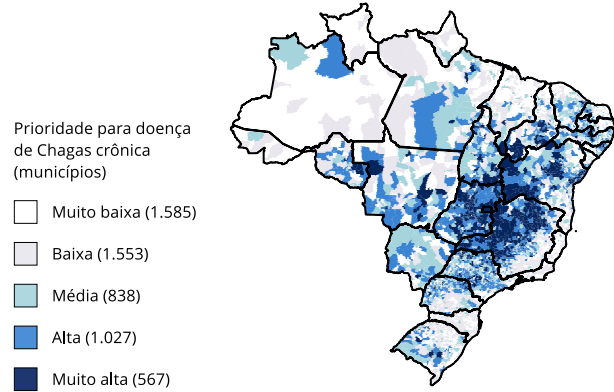 Prioridade para doença
de Chagas crônica
(municípios)
Muito baixa (1.585)
Baixa (1.553)
Média (838)
Alta (1.027)
Muito alta (567)